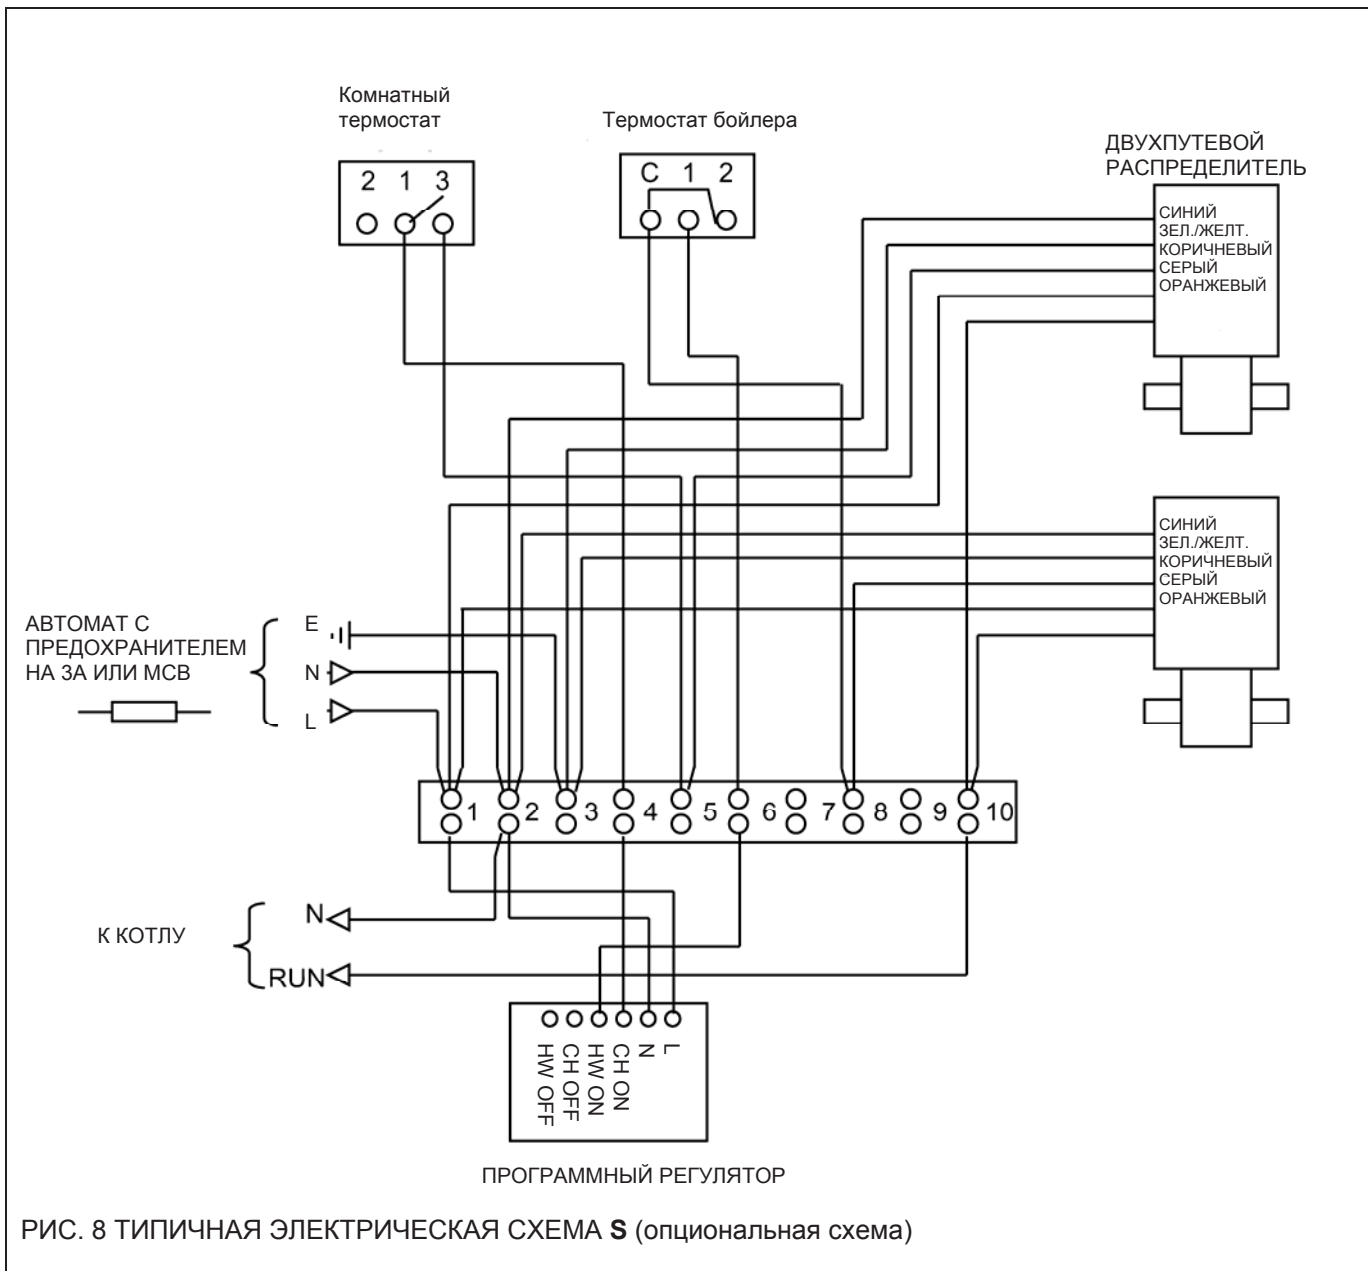 Комнатный
термостат
2 1 3
Термостат бойлера
C 1 2
ДВУХПУТЕВОЙ
РАСПРЕДЕЛИТЕЛЬ
СИНИЙ
ЗЕЛ./ЖЕЛТ.
КОРИЧНЕВЫЙ
СЕРЫЙ
ОРАНЖЕВЫЙ
СИНИЙ
ЗЕЛ./ЖЕЛТ.
КОРИЧНЕВЫЙ
СЕРЫЙ
ОРАНЖЕВЫЙ
АВТОМАТ С
ПРЕДОХРАНИТЕЛЕМ
НА 3А ИЛИ МСВ
E
N
L
1 2 3 4 5 6 7 8 9 10
К КОТЛУ
N
RUN
HW OFF
CH OFF
HW ON
CH ON
N
L
ПРОГРАММНЫЙ РЕГУЛЯТОР
РИС. 8 ТИПИЧНАЯ ЭЛЕКТРИЧЕСКАЯ СХЕМА S (опциональная схема)